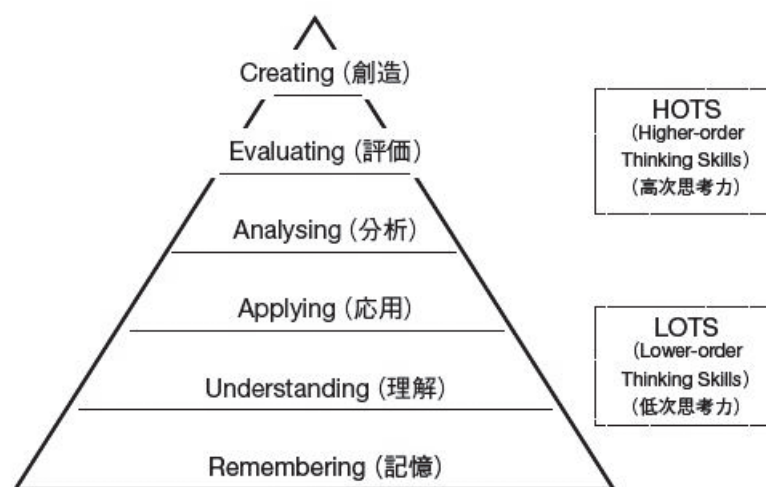 Creating（創造）
Evaluating（評価）
Analysing（分析）
Applying（応用）
Understanding（理解）
Remembering（記憶）
HOTS
（Higher-order
Thinking Skills）
（高次思考力）
LOTS
（Lower-order
Thinking Skills）
（低次思考力）